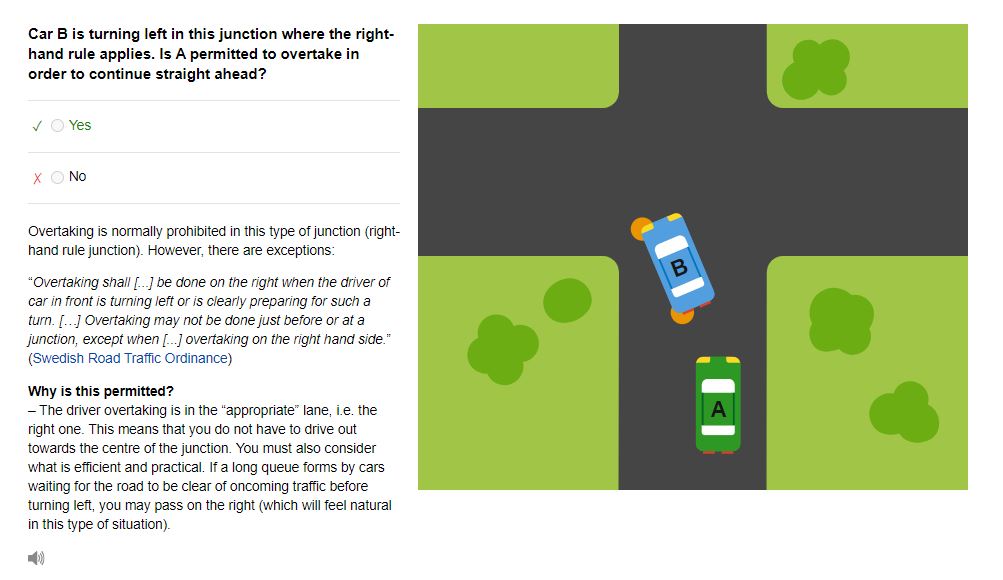 Car B is turning left in this junction where the right-
hand rule applies. Is A permitted to overtake in
order to continue straight ahead?
✓ Yes
✗ No
Overtaking is normally prohibited in this type of junction (right-
hand rule junction). However, there are exceptions:
“Overtaking shall [...] be done on the right when the driver of
car in front is turning left or is clearly preparing for such a
turn. [...] Overtaking may not be done just before or at a
junction, except when [...] overtaking on the right hand side.”
(Swedish Road Traffic Ordinance)
Why is this permitted?
– The driver overtaking is in the “appropriate” lane, i.e. the
right one. This means that you do not have to drive out
towards the centre of the junction. You must also consider
what is efficient and practical. If a long queue forms by cars
waiting for the road to be clear of oncoming traffic before
turning left, you may pass on the right (which will feel natural
in this type of situation).
B
A